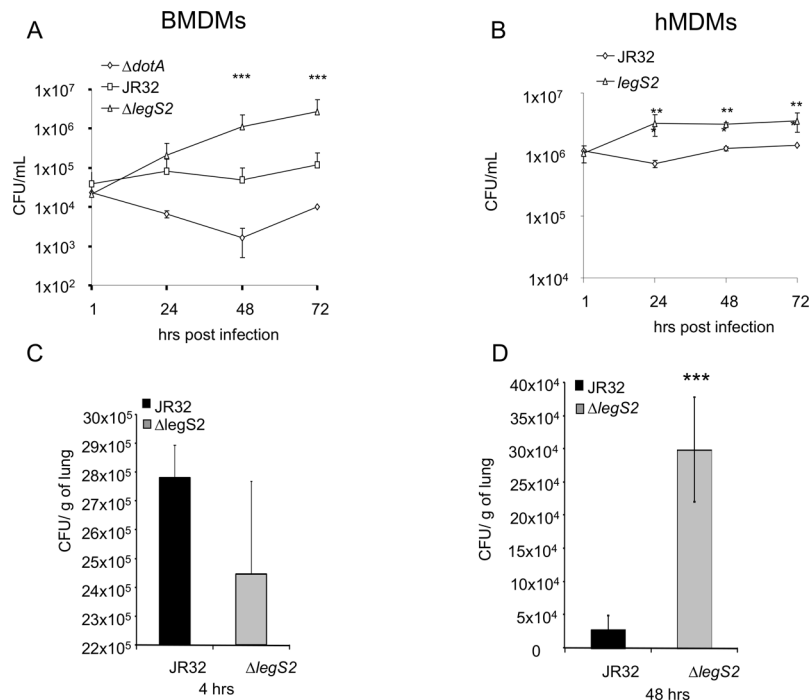 A
BMDMs
ΔdotA
JR32
ΔlegS2
***
***
CFU/mL
1x10⁷
1x10⁶
1x10⁵
1x10⁴
1x10³
1x10²
1
24
48
72
hrs post infection
B
hMDMs
JR32
legS2
**
*
**
*
**
*
CFU/mL
1x10⁷
1x10⁶
1x10⁵
1x10⁴
1
24
48
72
hrs post infection
C
JR32
ΔlegS2
CFU/ g of lung
30x10⁵
29x10⁵
28x10⁵
27x10⁵
26x10⁵
25x10⁵
24x10⁵
23x10⁵
22x10⁵
JR32
ΔlegS2
4 hrs
D
JR32
ΔlegS2
***
CFU/ g of lung
40x10⁴
35x10⁴
30x10⁴
25x10⁴
20x10⁴
15x10⁴
10x10⁴
5x10⁴
0
JR32
ΔlegS2
48 hrs